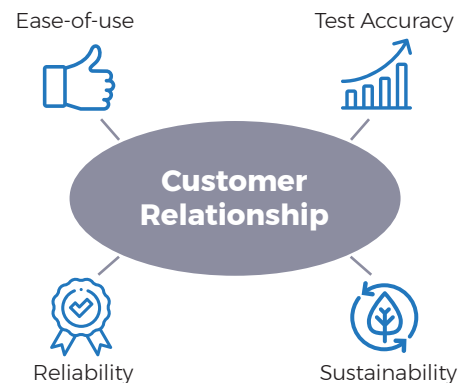 Ease-of-use
Test Accuracy
Customer
Relationship
Reliability
Sustainability